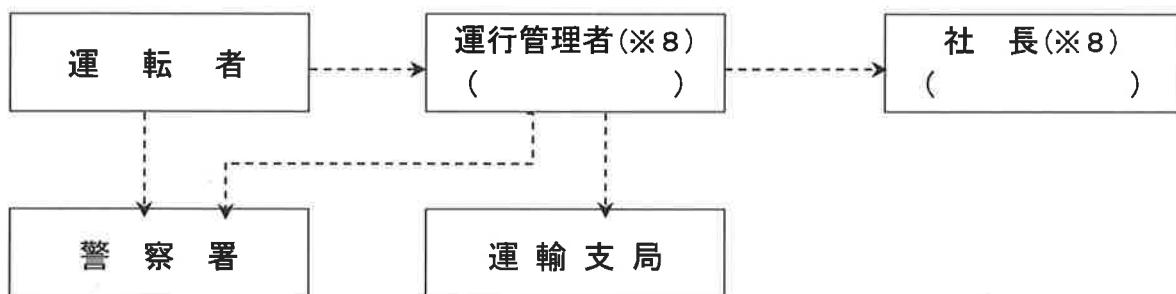 運 転 者
運行管理者(※8)
(　　　　　)
社　長(※8)
(　　　　　)
警 察 署
運 輸 支 局